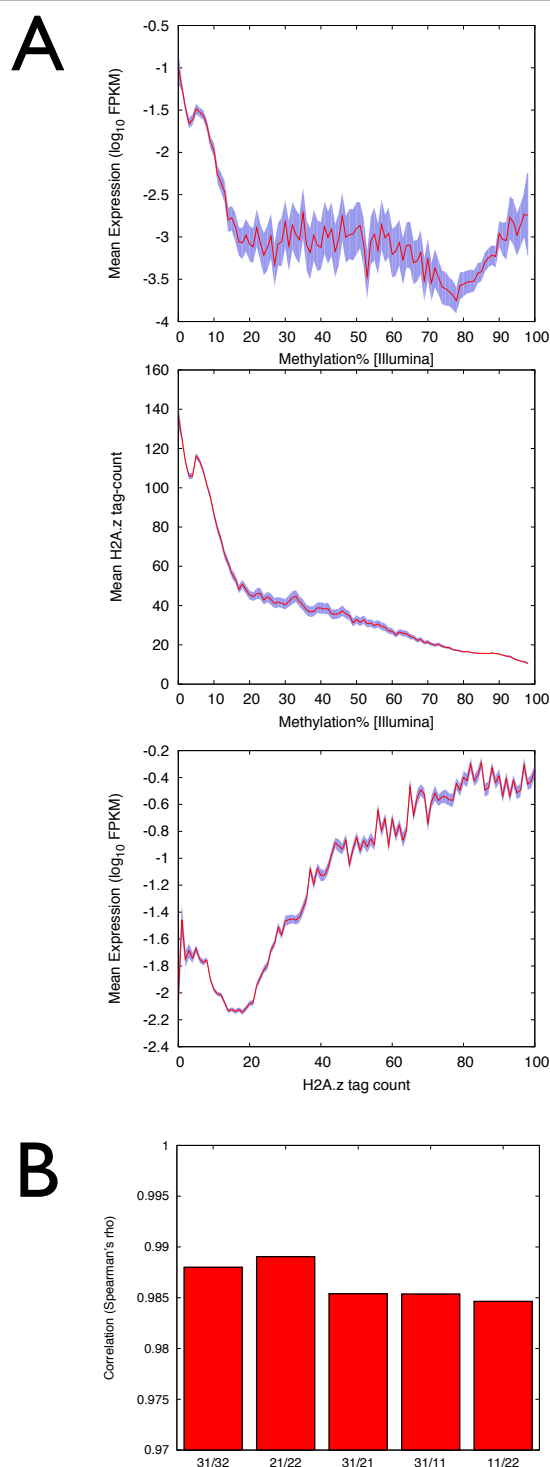 A
-0.5
-1
-1.5
-2
-2.5
-3
-3.5
-4
Mean Expression (log10 FPKM)
0 10 20 30 40 50 60 70 80 90 100
Methylation% [Illumina]
160
140
120
100
80
60
40
20
0
Mean H2A.z tag-count
0 10 20 30 40 50 60 70 80 90 100
Methylation% [Illumina]
-0.2
-0.4
-0.6
-0.8
-1
-1.2
-1.4
-1.6
-1.8
-2
-2.2
-2.4
Mean Expression (log10 FPKM)
0 20 40 60 80 100
H2A.z tag count
B
1
0.995
0.99
0.985
0.98
0.975
0.97
Correlation (Spearman's rho)
31/32 21/22 31/21 31/11 11/22